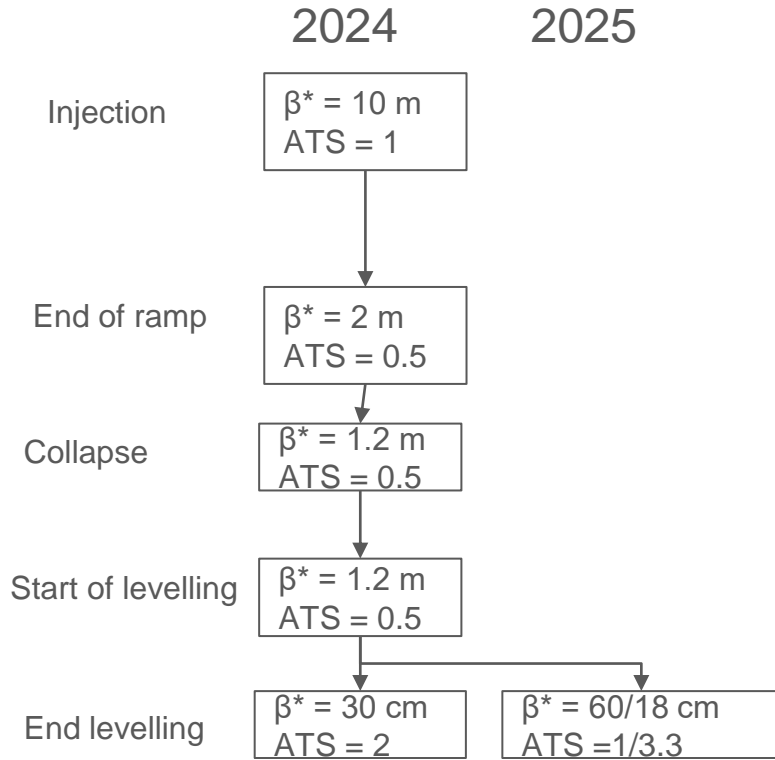 2024 2025
Injection
β* = 10 m
ATS = 1
End of ramp
β* = 2 m
ATS = 0.5
Collapse
β* = 1.2 m
ATS = 0.5
Start of levelling
β* = 1.2 m
ATS = 0.5
End levelling
β* = 30 cm
ATS = 2
β* = 60/18 cm
ATS =1/3.3